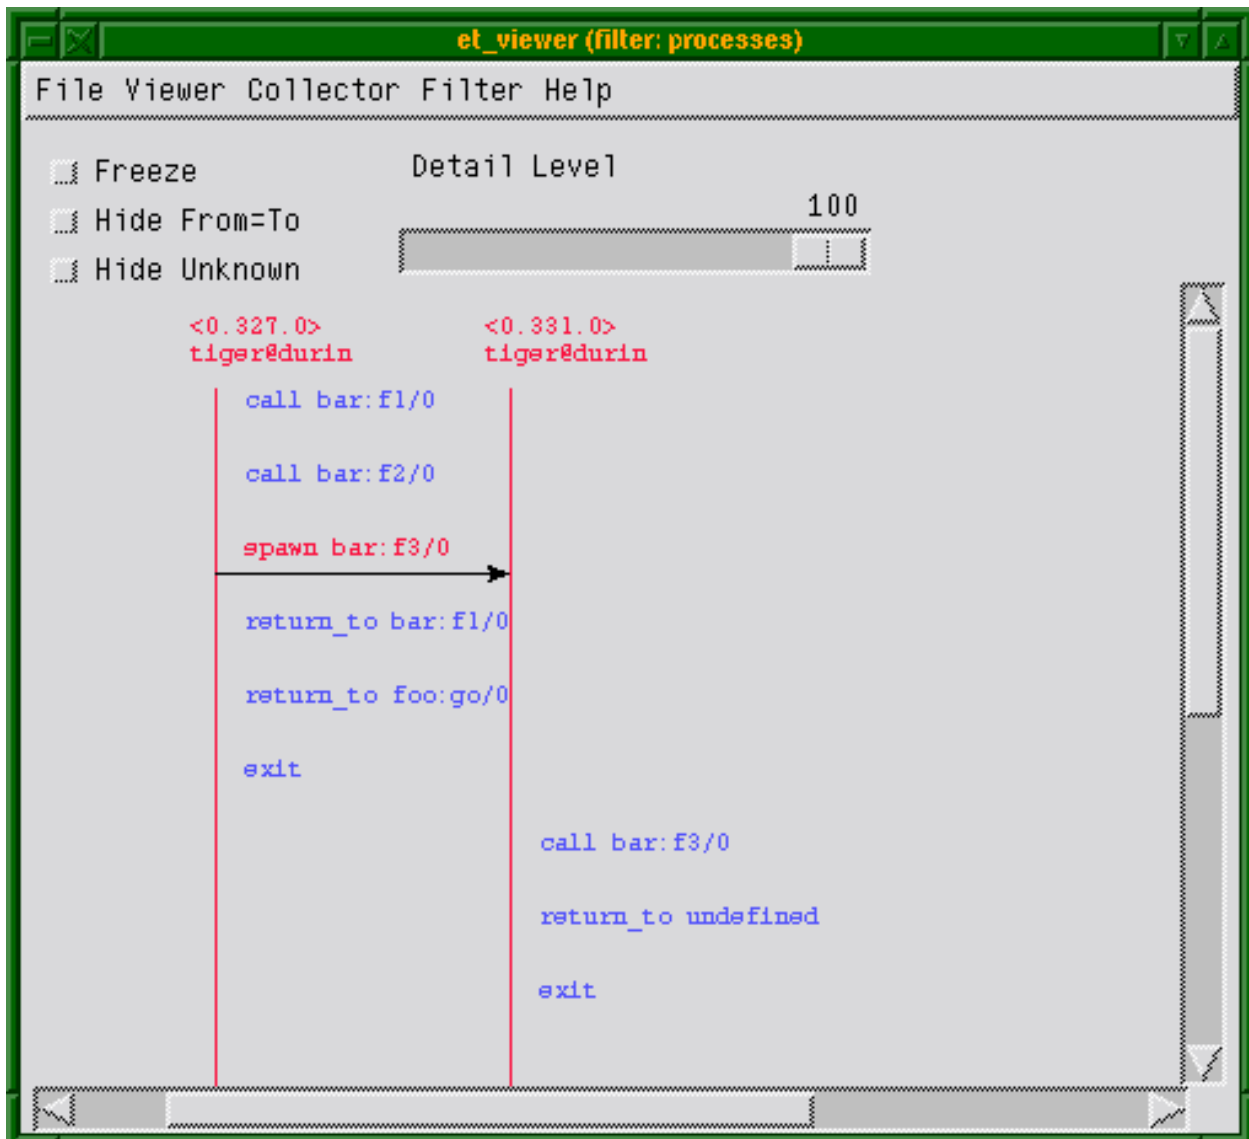 et_viewer (filter: processes)
File Viewer Collector Filter Help
Freeze
Detail Level
Hide From=To
100
Hide Unknown
<0.327.0> <0.331.0>
tiger@durin tiger@durin
call bar:f1/0
call bar:f2/0
spawn bar:f3/0
return_to bar:f1/0
return_to foo:go/0
exit
call bar:f3/0
return_to undefined
exit